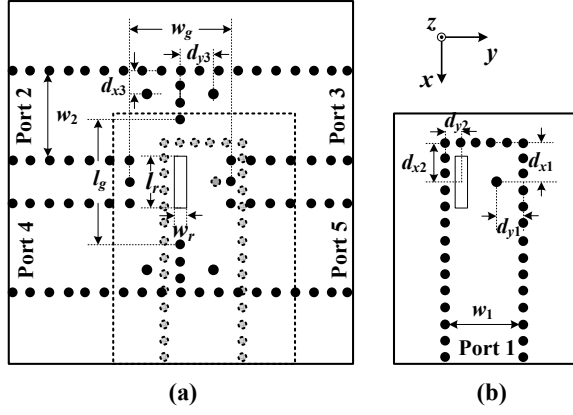 w_g
d_y3
d_x3
Port 2
w_2
Port 3
l_g
l_r
w_r
Port 4
Port 5
(a)
z
y
x
d_y2
d_x2
d_x1
d_y1
w_1
Port 1
(b)